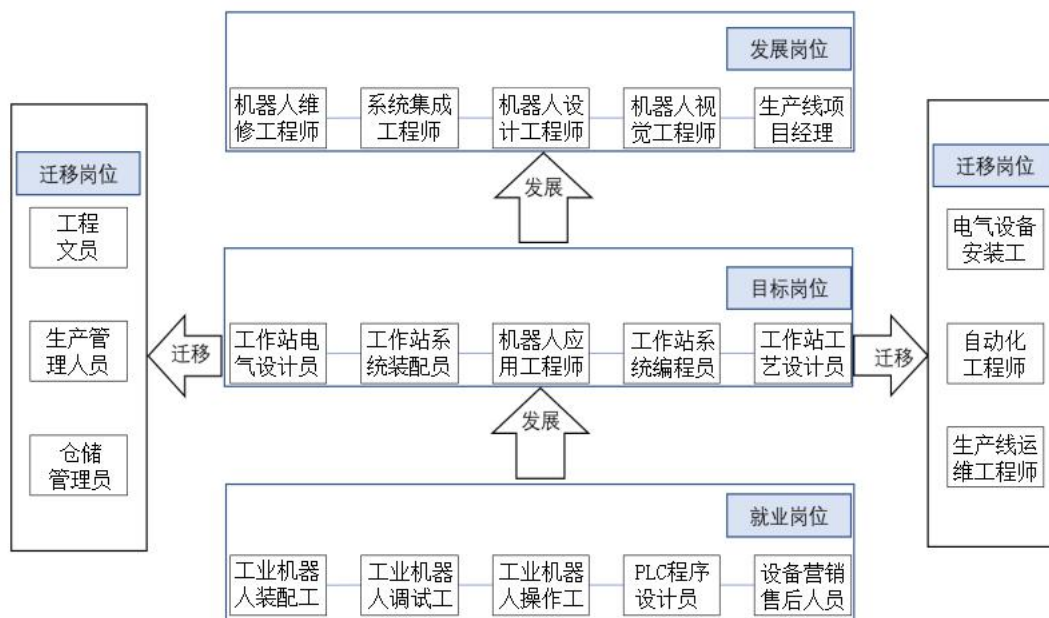 发展岗位
机器人维
修工程师
系统集成
工程师
机器人设
计工程师
机器人视
觉工程师
生产线项
目经理
迁移岗位
工程
文员
生产管
理人员
仓储
管理员
发展
迁移
目标岗位
工作站电
气设计员
工作站系
统装配员
机器人应
用工程师
工作站系
统编程员
工作站工
艺设计员
迁移
迁移岗位
电气设备
安装工
自动化
工程师
生产线运
维工程师
发展
就业岗位
工业机器
人装配工
工业机器
人调试工
工业机器
人操作工
PLC程序
设计员
设备营销
售后人员